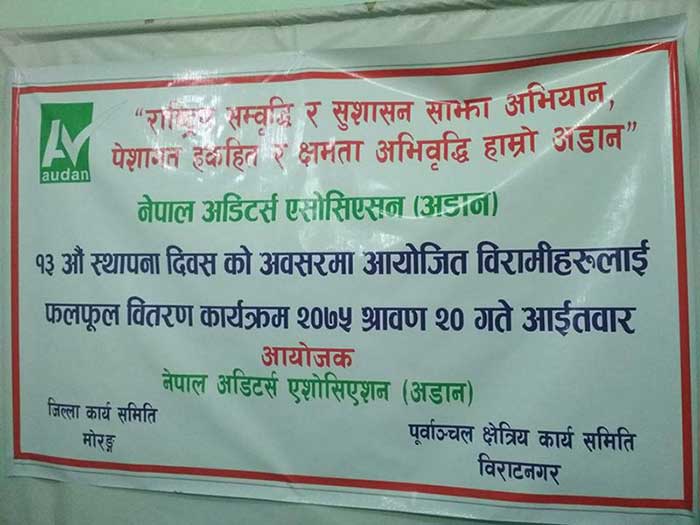 audan
"राष्ट्रिय सम्वृद्धि र सुशासन साझा अभियान,
पेशागत हकहित र क्षमता अभिवृद्धि हाम्रो अडान"
नेपाल अडिटर्स एसोसिएसन (अडान)
१३ औं स्थापना दिवस को अवसरमा आयोजित विरामीहरुलाई
फलफूल वितरण कार्यक्रम २०७५ श्रावण २० गते आईतवार
आयोजक
नेपाल अडिटर्स एशोसिएशन (अडान)
जिल्ला कार्य समिति
मोरङ्ग
पूर्वाञ्चल क्षेत्रिय कार्य समिति
विराटनगर